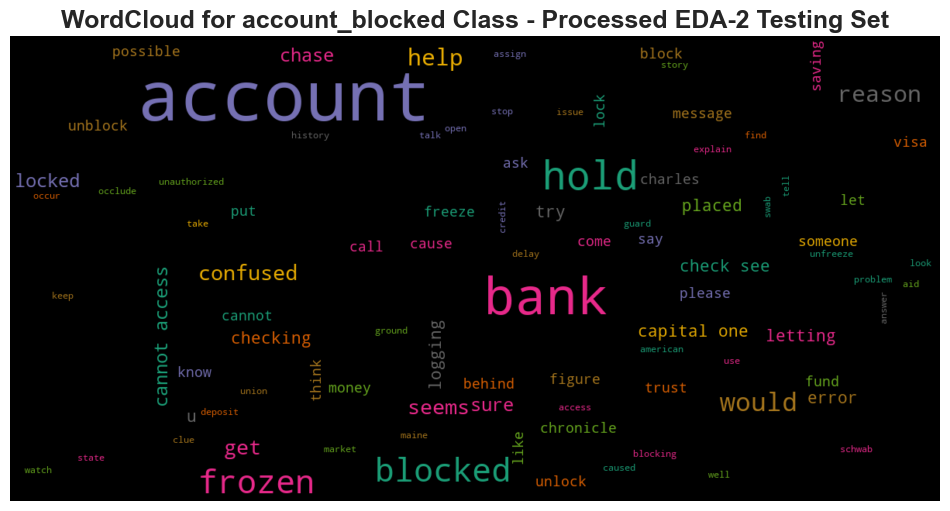 WordCloud for account_blocked Class - Processed EDA-2 Testing Set
possible
chase
help
assign
block
story
saving
account
reason
unblock
history
talk
open
stop
issue
lock
message
find
explain
visa
locked
occur
occlude
unauthorized
ask
hold
charles
swab
tell
let
take
put
freeze
credit
try
guard
placed
call
cause
delay
come
say
someone
unfreeze
look
keep
cannot access
confused
check see
please
problem
aid
answer
bank
cannot
checking
ground
logging
capital one
american
letting
use
know
union
think
money
behind
figure
trust
fund
error
would
u
deposit
seems
sure
access
chronicle
like
clue
get
market
maine
blocking
schwab
watch
state
frozen
blocked
unlock
caused
well